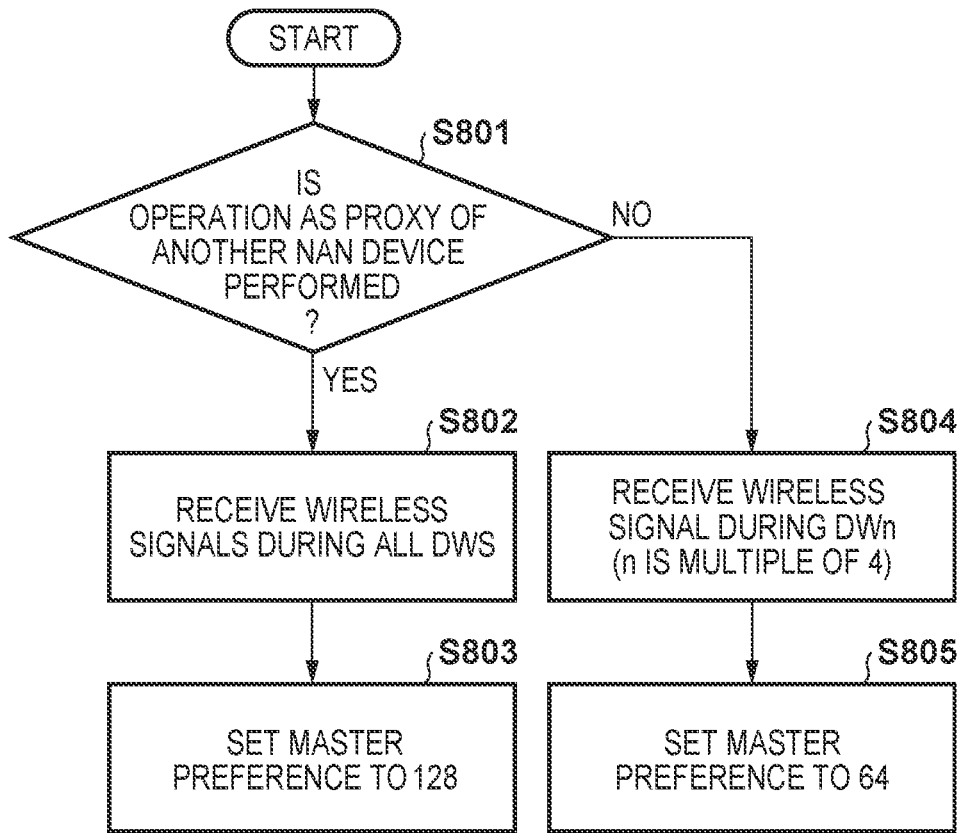 START
S801
IS
OPERATION AS PROXY OF
ANOTHER NAN DEVICE
PERFORMED
?
NO
YES
S802
RECEIVE WIRELESS
SIGNALS DURING ALL DWS
S804
RECEIVE WIRELESS
SIGNAL DURING DWn
(n IS MULTIPLE OF 4)
S803
SET MASTER
PREFERENCE TO 128
S805
SET MASTER
PREFERENCE TO 64